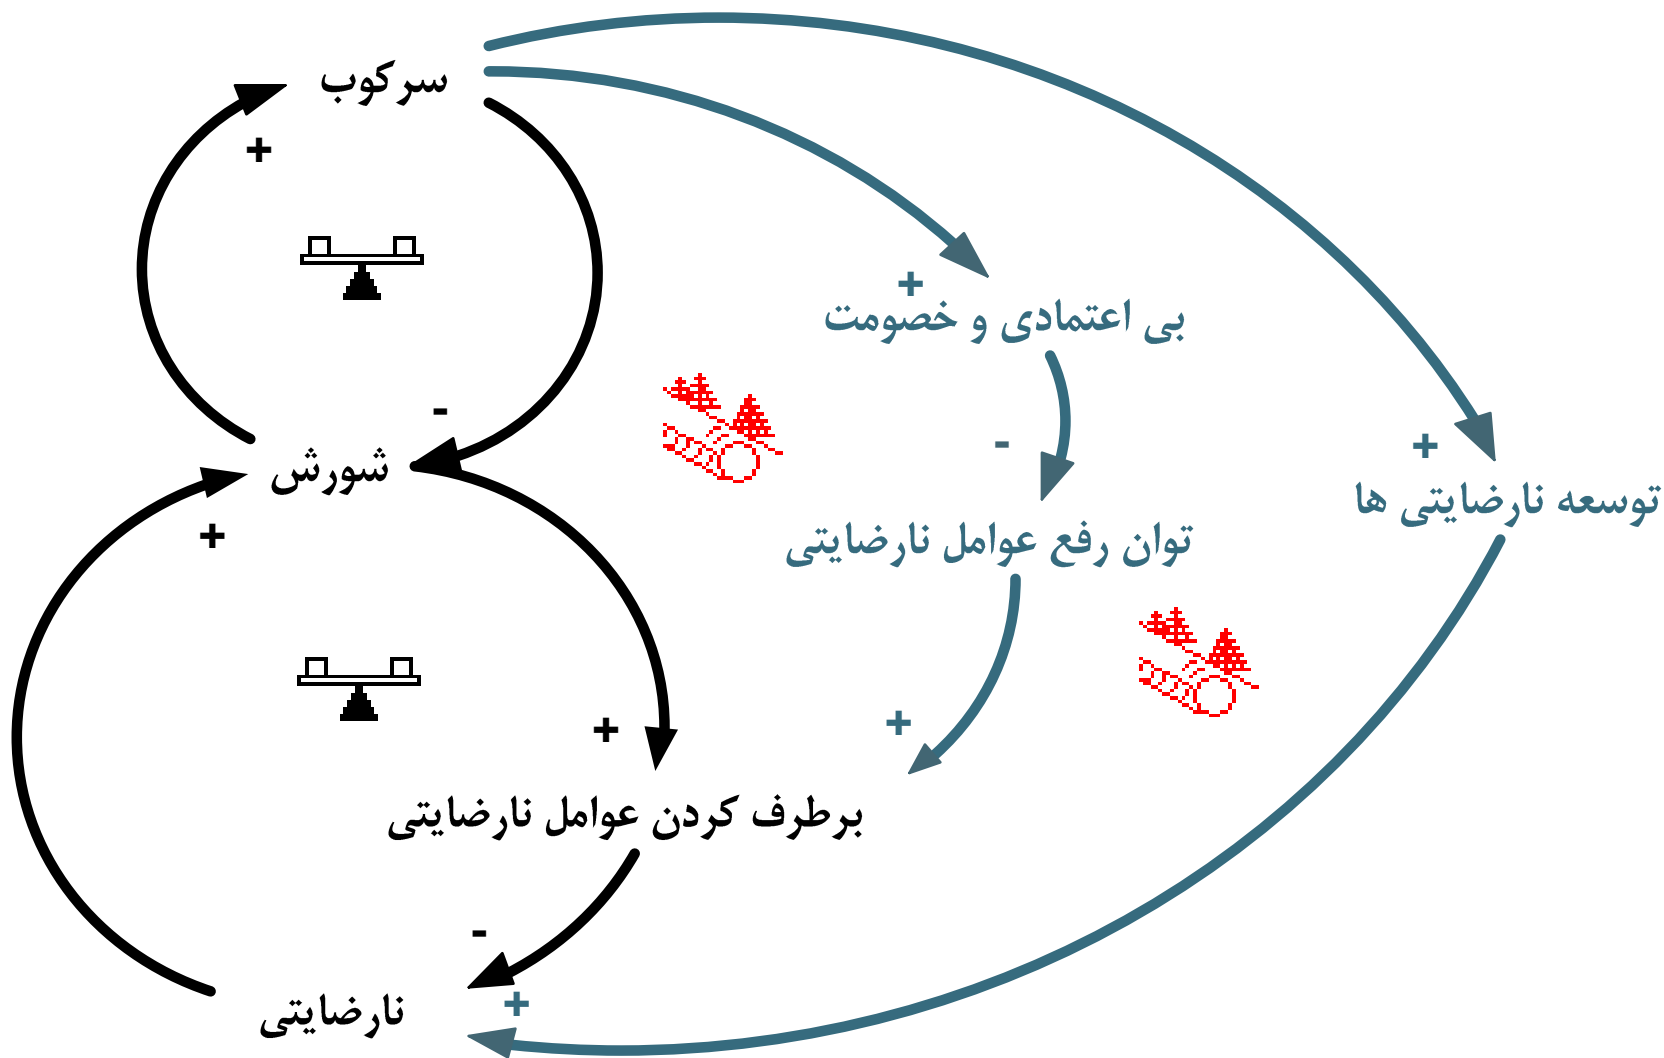 سرکوب
+
بی اعتمادی و خصومت
+
-
-
شورش
+
توسعه نارضایتی ها
+
توان رفع عوامل نارضایتی
+
+
برطرف کردن عوامل نارضایتی
-
نارضایتی
+